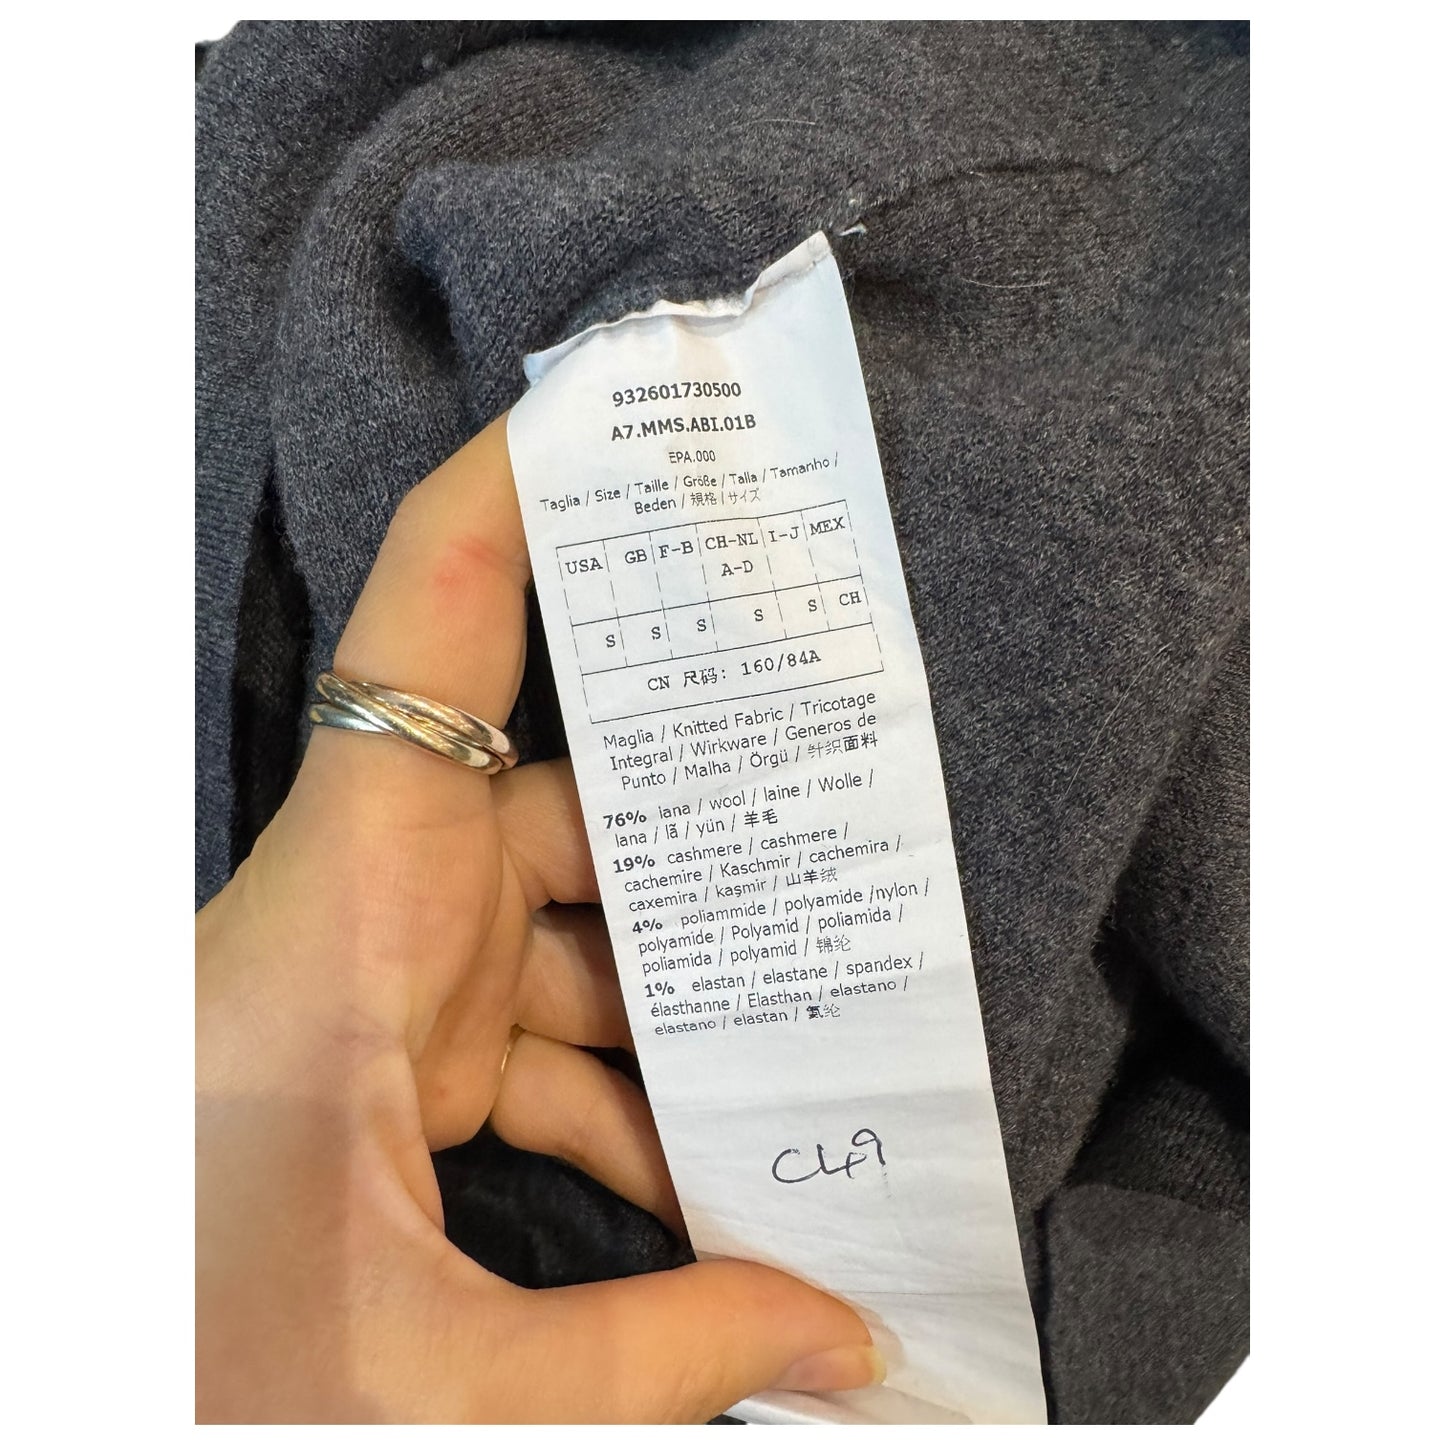 932601730500
A7.MMS.ABI.01B
EPA.000
Taglia / Size / Taille / Größe / Talla / Tamanho /
Beden / 規格 / サイズ
USA GB F-B CH-NL I-J MEX
A-D
S S S S S CH
CN 尺码: 160/84A
Maglia / Knitted Fabric / Tricotage
Integral / Wirkware / Generos de
Punto / Malha / Örgü / 针织面料
76% lana / wool / laine / Wolle /
lana / lã / yün / 羊毛
19% cashmere / cashmere /
cachemire / Kaschmir / cachemira /
caxemira / kaşmir / 山羊绒
4% poliammide / polyamide /nylon /
polyamide / Polyamid / poliamida /
poliamida / polyamid / 锦纶
1% elastan / elastane / spandex /
élasthanne / Elasthan / elastano /
elastano / elastan / 氨纶
CL49